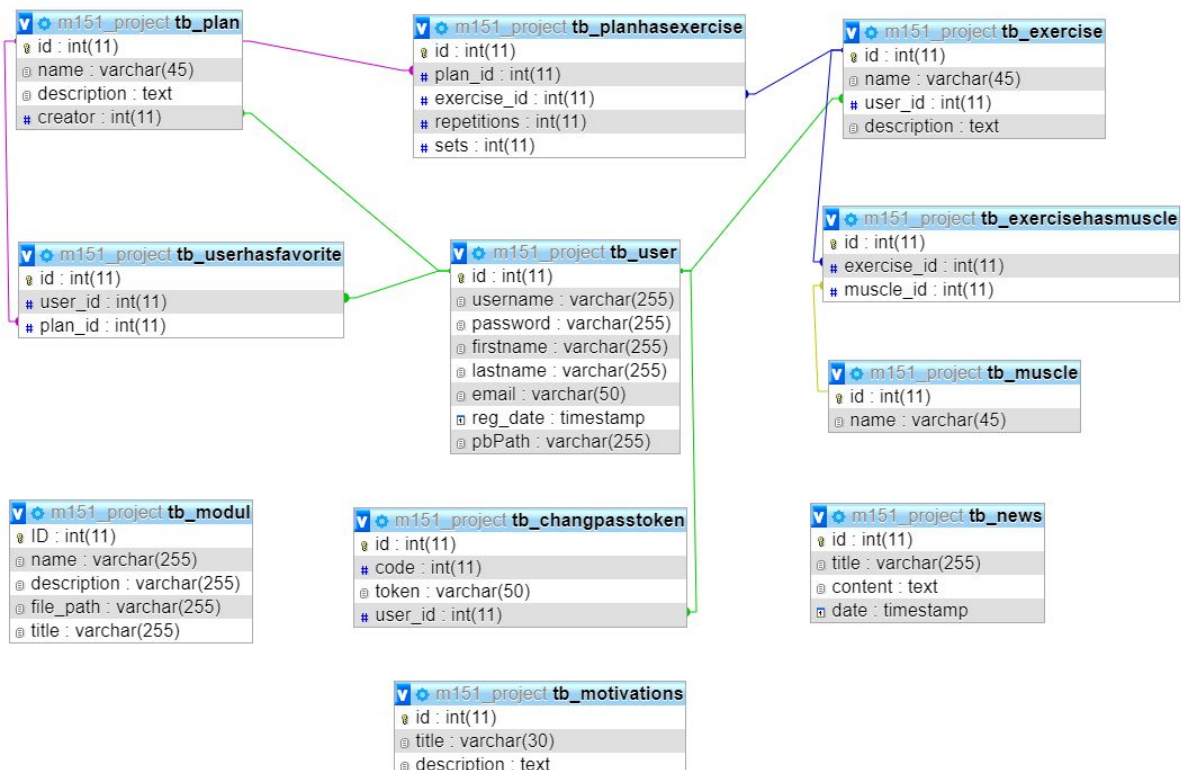 m151_project tb_plan
id : int(11)
name : varchar(45)
description : text
creator : int(11)
m151_project tb_planhasexercise
id : int(11)
plan_id : int(11)
exercise_id : int(11)
repetitions : int(11)
sets : int(11)
m151_project tb_exercise
id : int(11)
name : varchar(45)
user_id : int(11)
description : text
m151_project tb_userhasfavorite
id : int(11)
user_id : int(11)
plan_id : int(11)
m151_project tb_user
id : int(11)
username : varchar(255)
password : varchar(255)
firstname : varchar(255)
lastname : varchar(255)
email : varchar(50)
reg_date : timestamp
pbPath : varchar(255)
m151_project tb_exercisehasmuscle
id : int(11)
exercise_id : int(11)
muscle_id : int(11)
m151_project tb_muscle
id : int(11)
name : varchar(45)
m151_project tb_modul
ID : int(11)
name : varchar(255)
description : varchar(255)
file_path : varchar(255)
title : varchar(255)
m151_project tb_changpasstoken
id : int(11)
code : int(11)
token : varchar(50)
user_id : int(11)
m151_project tb_news
id : int(11)
title : varchar(255)
content : text
date : timestamp
m151_project tb_motivations
id : int(11)
title : varchar(30)
description : text